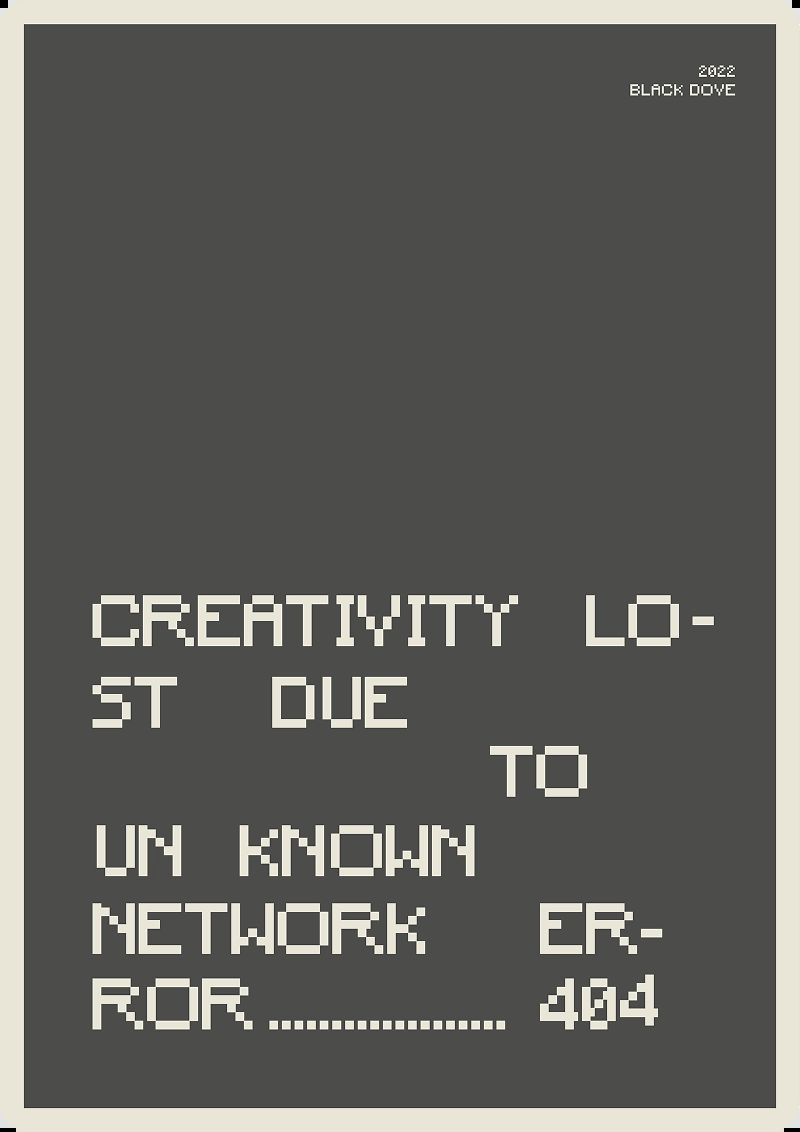 2022
BLACK DOVE
CREATIVITY LO-
ST DUE
TO
UN KNOWN
NETWORK ER-
ROR ................... 404